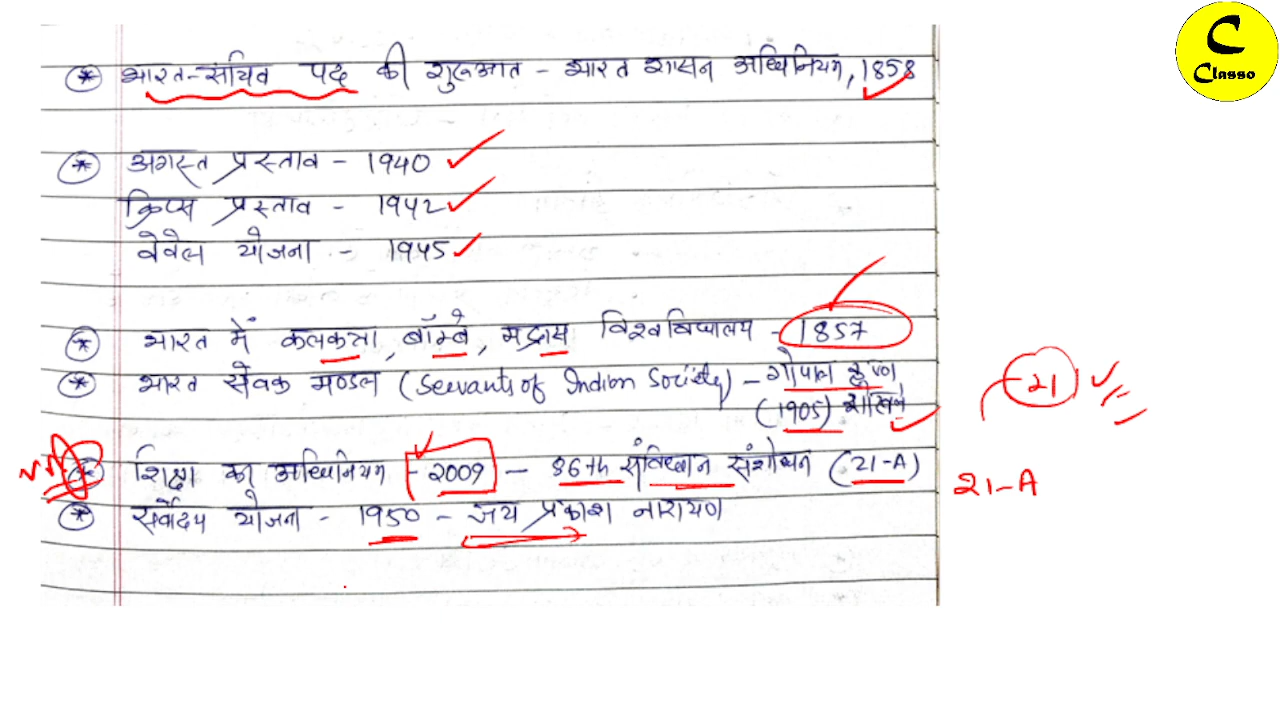 C
Classo
* भारत-सचिव पद की शुरूआत - भारत शासन अधिनियम, 1858
* अगस्त प्रस्ताव - 1940
क्रिप्स प्रस्ताव - 1942
वेवेल योजना - 1945
* भारत में कलकत्ता, बॉम्बे, मद्रास विश्वविद्यालय - 1857
* भारत सेवक मण्डल (Servants of Indian Society) - गोपाल कृष्ण
(1905) गोखले
21
* शिक्षा का अधिनियम - 2009 - 86th संविधान संशोधन (21-A)
21-A
* सर्वोदय योजना - 1950 - जय प्रकाश नारायण